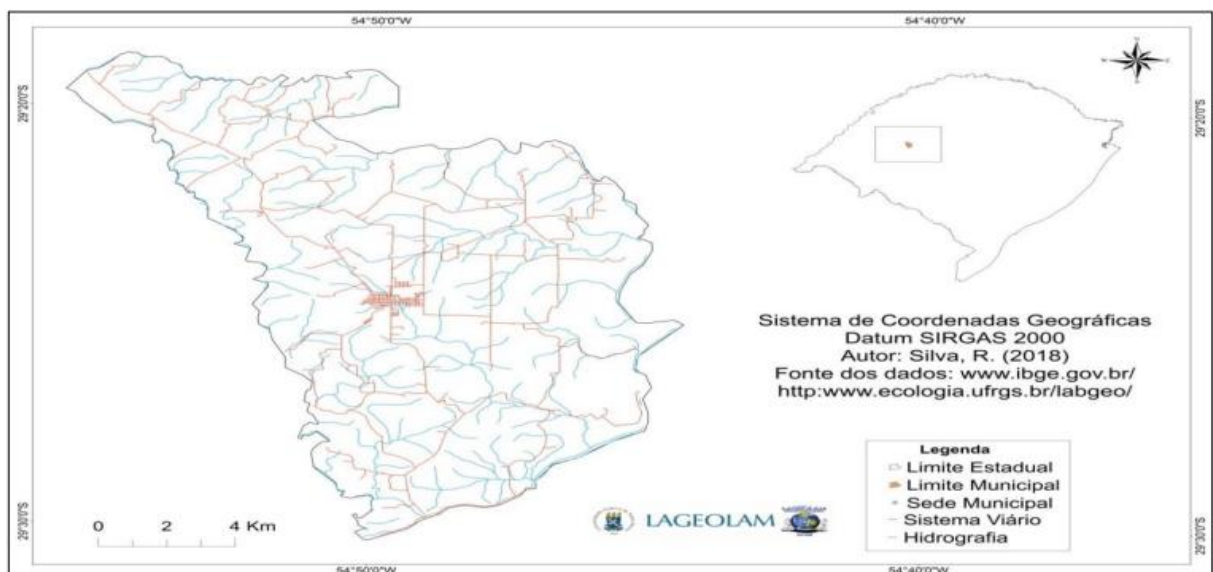 54°50'0"W
54°40'0"W
29°20'0"S
29°20'0"S
Sistema de Coordenadas Geográficas
Datum SIRGAS 2000
Autor: Silva, R. (2018)
Fonte dos dados: www.ibge.gov.br/
http:www.ecologia.ufrgs.br/labgeo/
Legenda
Limite Estadual
Limite Municipal
Sede Municipal
Sistema Viário
Hidrografia
0 2 4 Km
LAGEOLAM
29°30'0"S
29°30'0"S
54°50'0"W
54°40'0"W